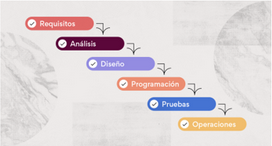 Requisitos
Análisis
Diseño
Programación
Pruebas
Operaciones